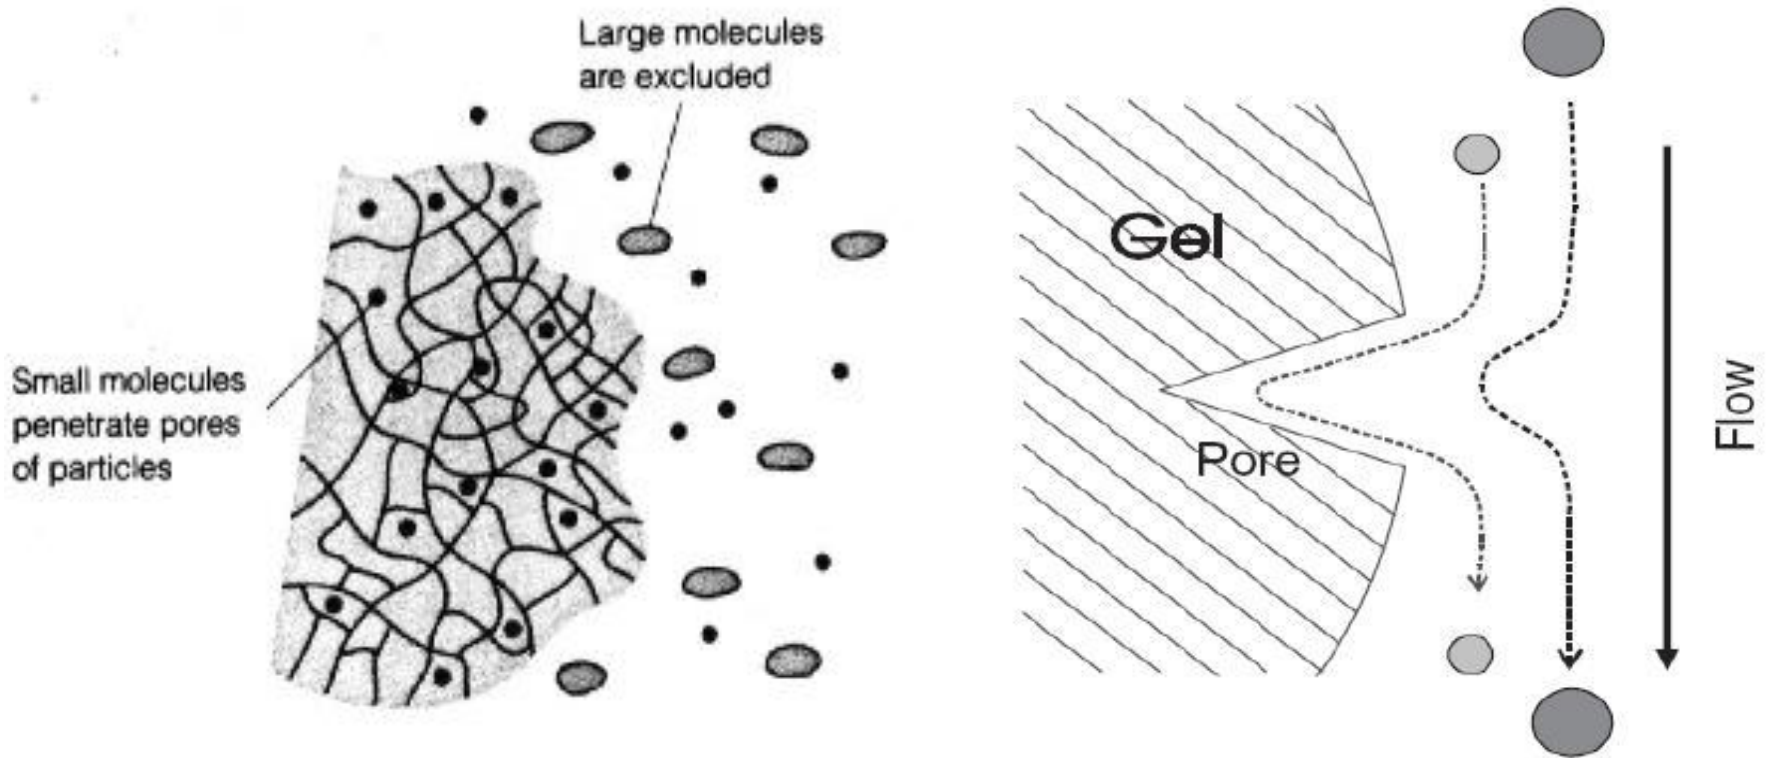 Large molecules
are excluded
Small molecules
penetrate pores
of particles
Gel
Pore
Flow